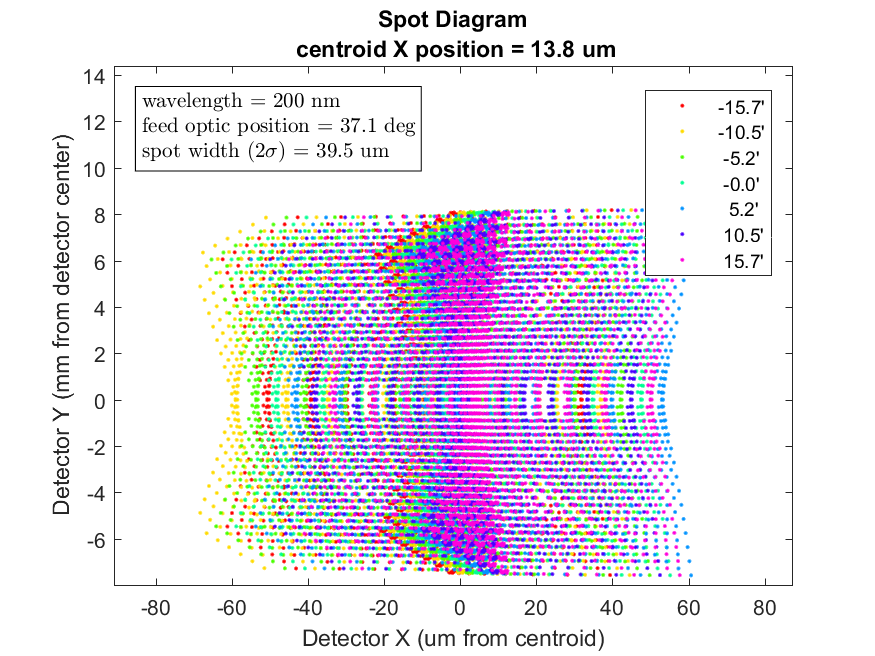 Spot Diagram
centroid X position = 13.8 um
wavelength = 200 nm
feed optic position = 37.1 deg
spot width (2σ) = 39.5 um
-15.7'
-10.5'
-5.2'
-0.0'
5.2'
10.5'
15.7'
14
12
10
8
6
4
2
0
-2
-4
-6
Detector Y (mm from detector center)
-80 -60 -40 -20 0 20 40 60 80
Detector X (um from centroid)